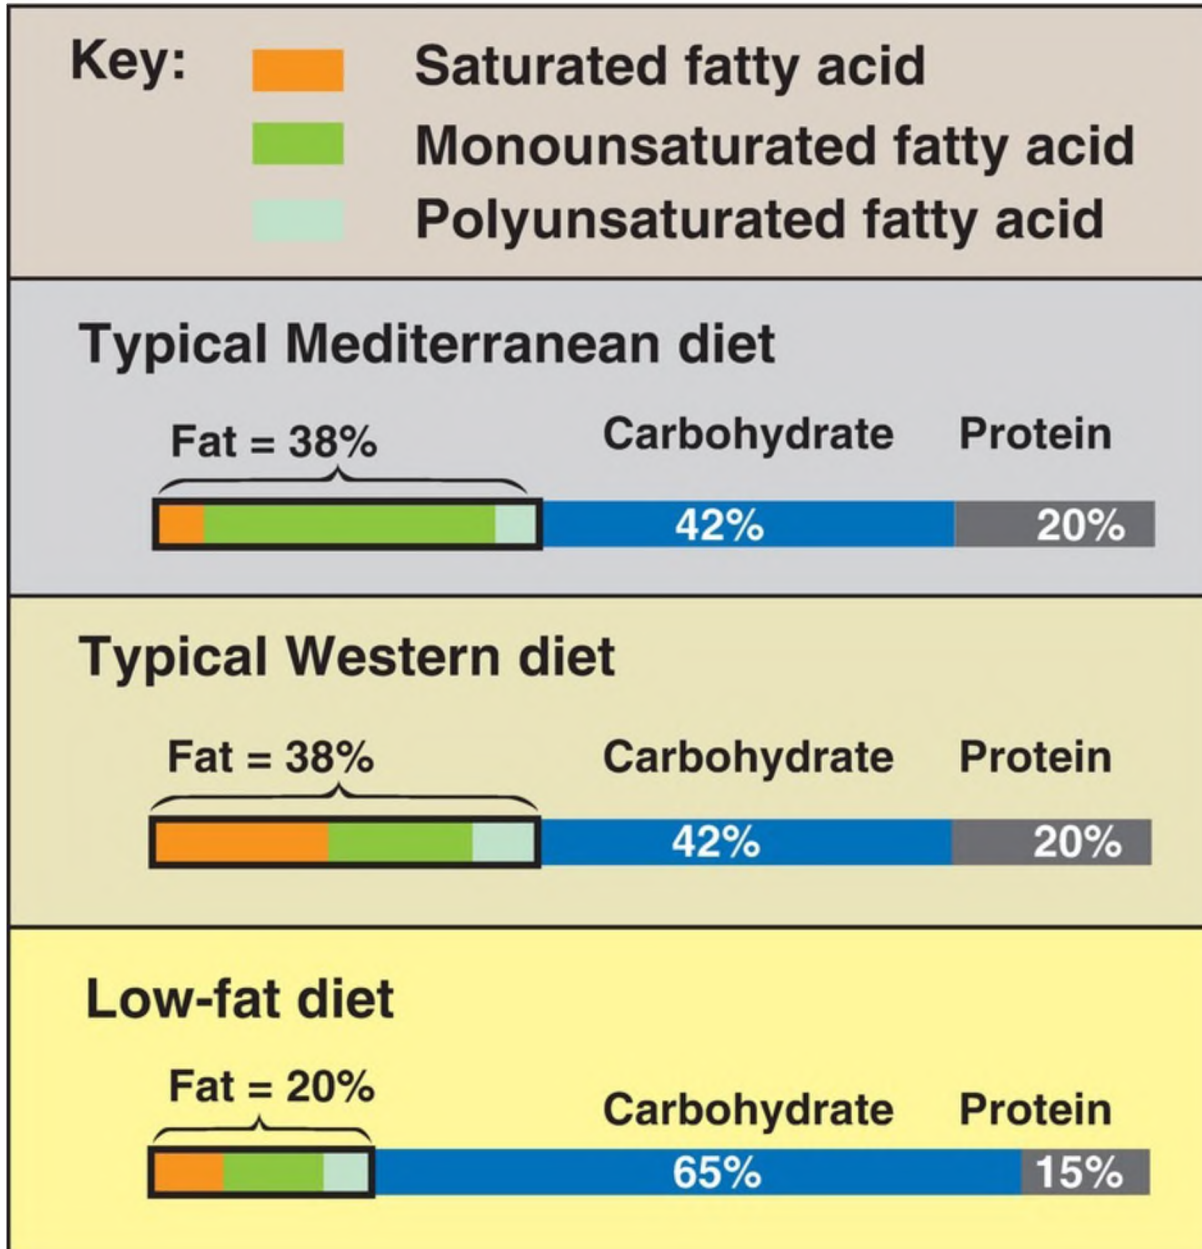 Key:
Saturated fatty acid
Monounsaturated fatty acid
Polyunsaturated fatty acid
Typical Mediterranean diet
Fat = 38% Carbohydrate Protein
42% 20%
Typical Western diet
Fat = 38% Carbohydrate Protein
42% 20%
Low-fat diet
Fat = 20% Carbohydrate Protein
65% 15%